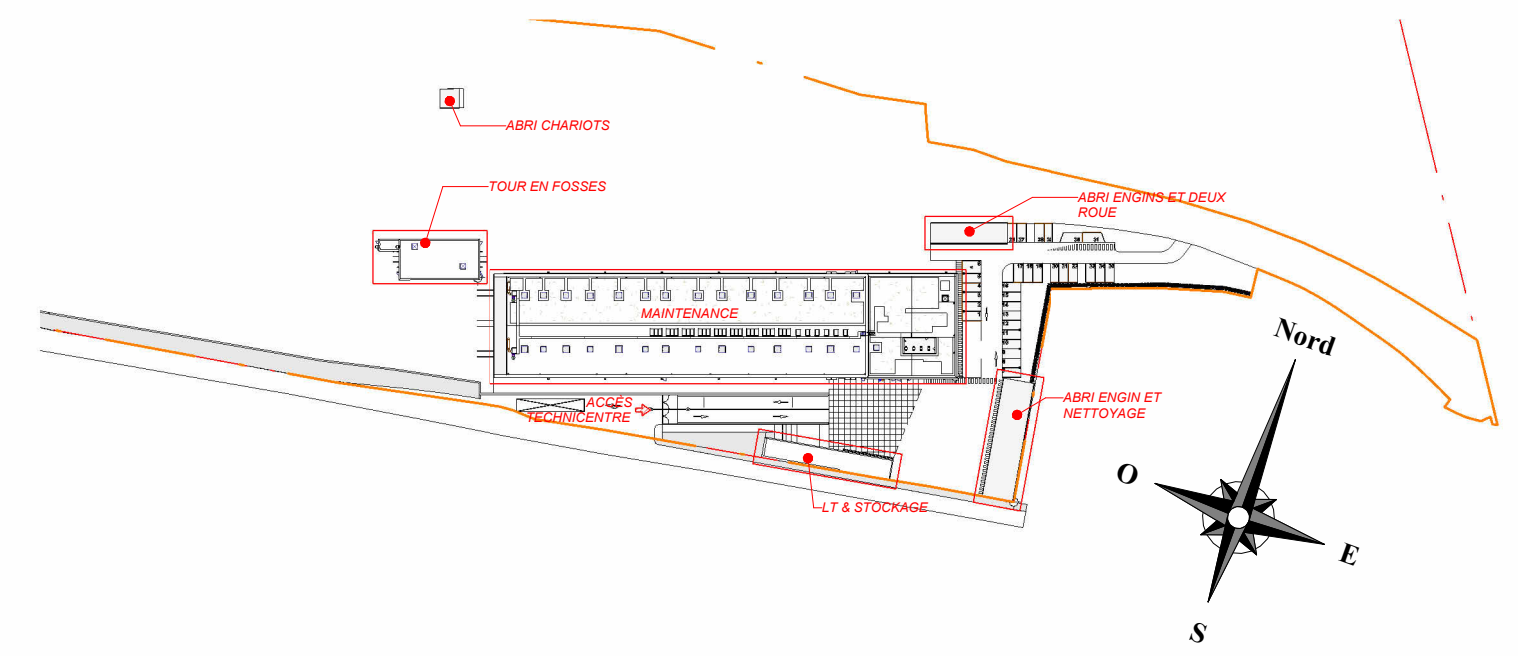 ABRI CHARIOTS
TOUR EN FOSSES
ABRI ENGINS ET DEUX
ROUE
MAINTENANCE
Nord
ABRI ENGIN ET
NETTOYAGE
ACCÈS
TECHNICENTRE
O
LT & STOCKAGE
E
S